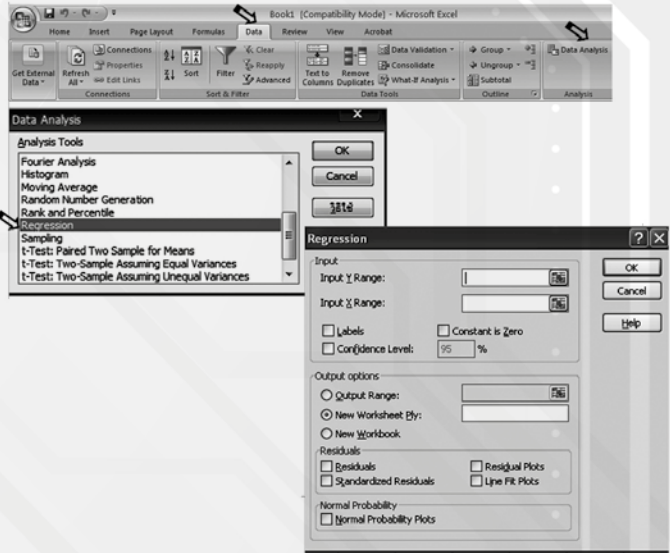 Book1 [Compatibility Mode] - Microsoft Excel
Home Insert Page Layout Formulas Data Review View Acrobat
Get External Data
Refresh All
Connections
Properties
Edit Links
Connections
Sort
Filter
Clear
Reapply
Advanced
Sort & Filter
Text to Columns
Remove Duplicates
Data Validation
Consolidate
What-If Analysis
Data Tools
Group
Ungroup
Subtotal
Outline
Data Analysis
Analysis
Data Analysis
Analysis Tools
Fourier Analysis
Histogram
Moving Average
Random Number Generation
Rank and Percentile
Regression
Sampling
t-Test: Paired Two Sample for Means
t-Test: Two-Sample Assuming Equal Variances
t-Test: Two-Sample Assuming Unequal Variances
OK
Cancel
Regression
Input
Input Y Range:
Input X Range:
Labels Constant is Zero
Confidence Level: 95 %
OK
Cancel
Help
Output options
Output Range:
New Worksheet Ply:
New Workbook
Residuals
Residuals Residual Plots
Standardized Residuals Line Fit Plots
Normal Probability
Normal Probability Plots